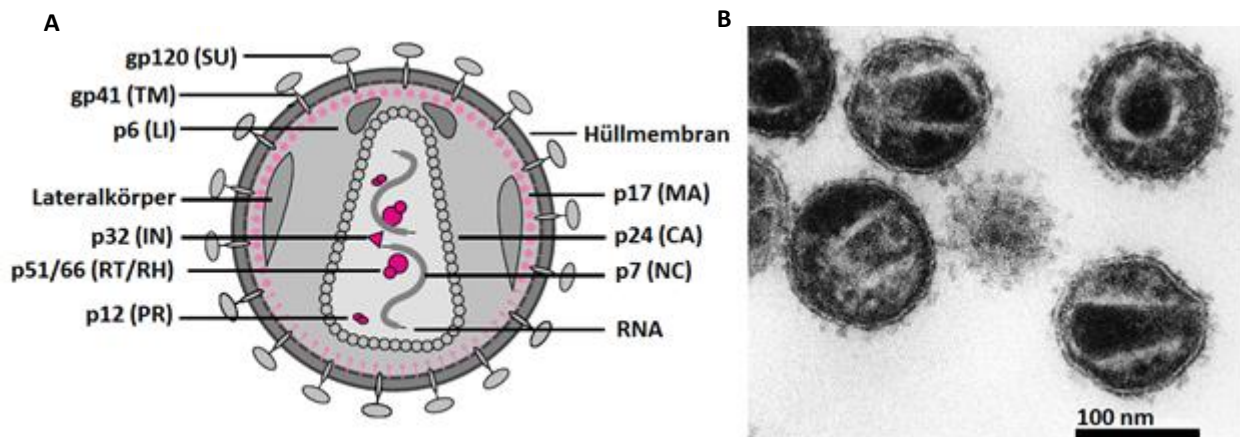 A
gp120 (SU)
gp41 (TM)
p6 (LI)
Lateralkörper
p32 (IN)
p51/66 (RT/RH)
p12 (PR)
Hüllmembran
p17 (MA)
p24 (CA)
p7 (NC)
RNA
B
100 nm